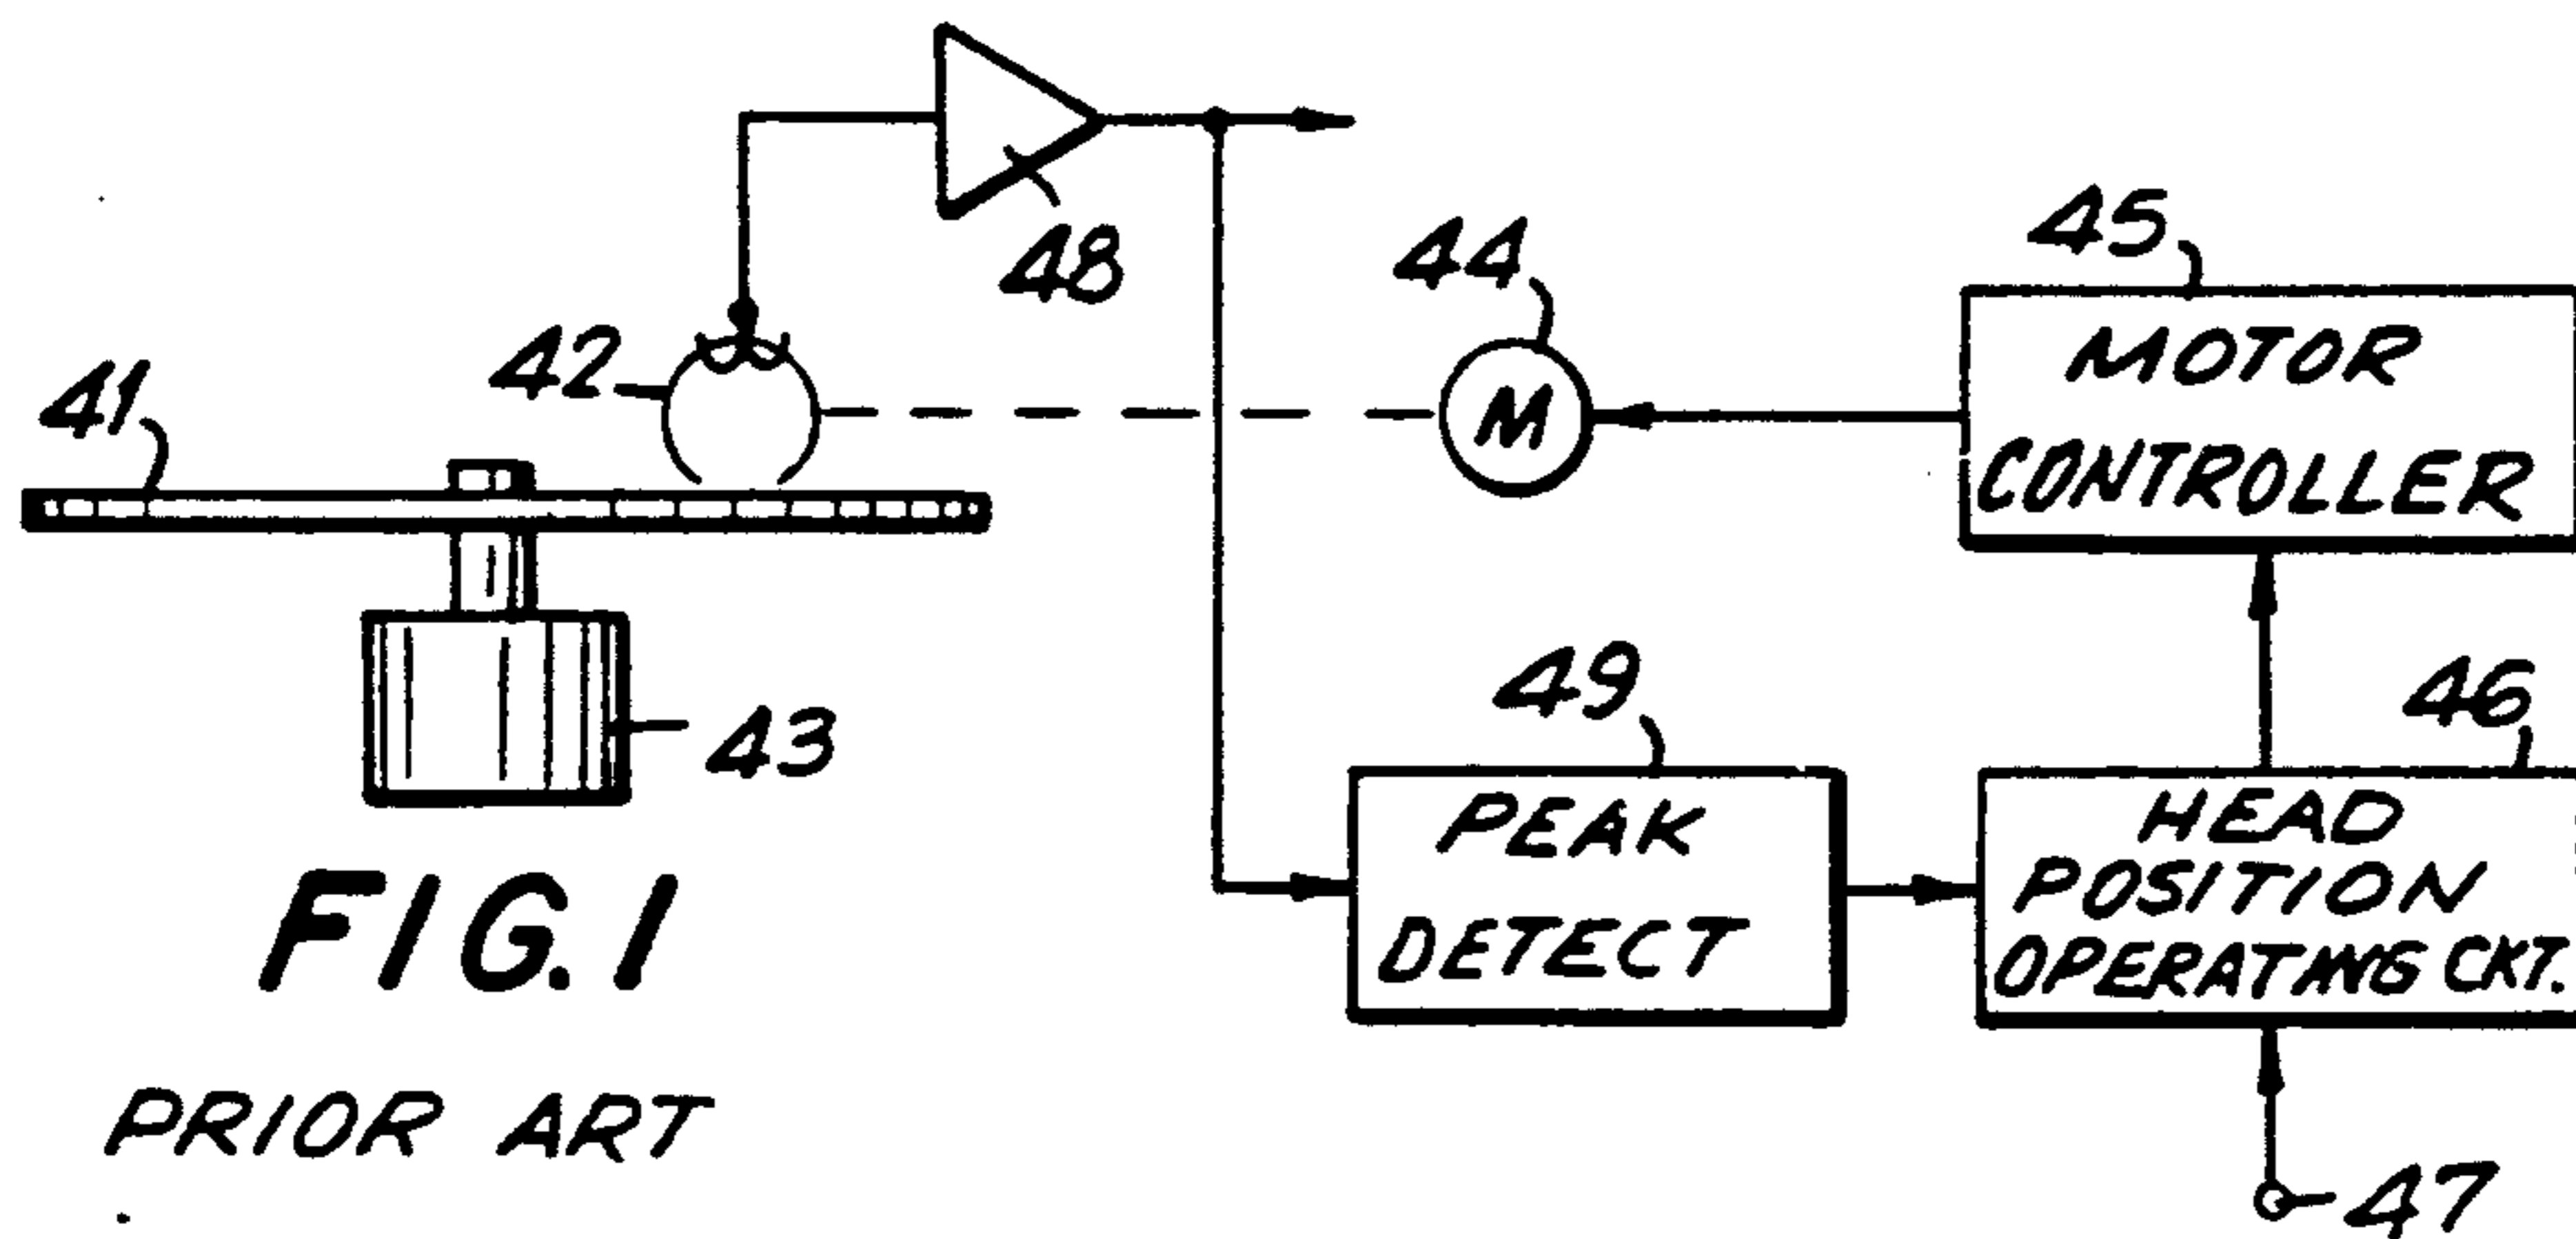 48
45
44
MOTOR
CONTROLLER
42
41
M
49
46
43
PEAK
DETECT
HEAD
POSITION
OPERATING CKT.
FIG. 1
PRIOR ART
47